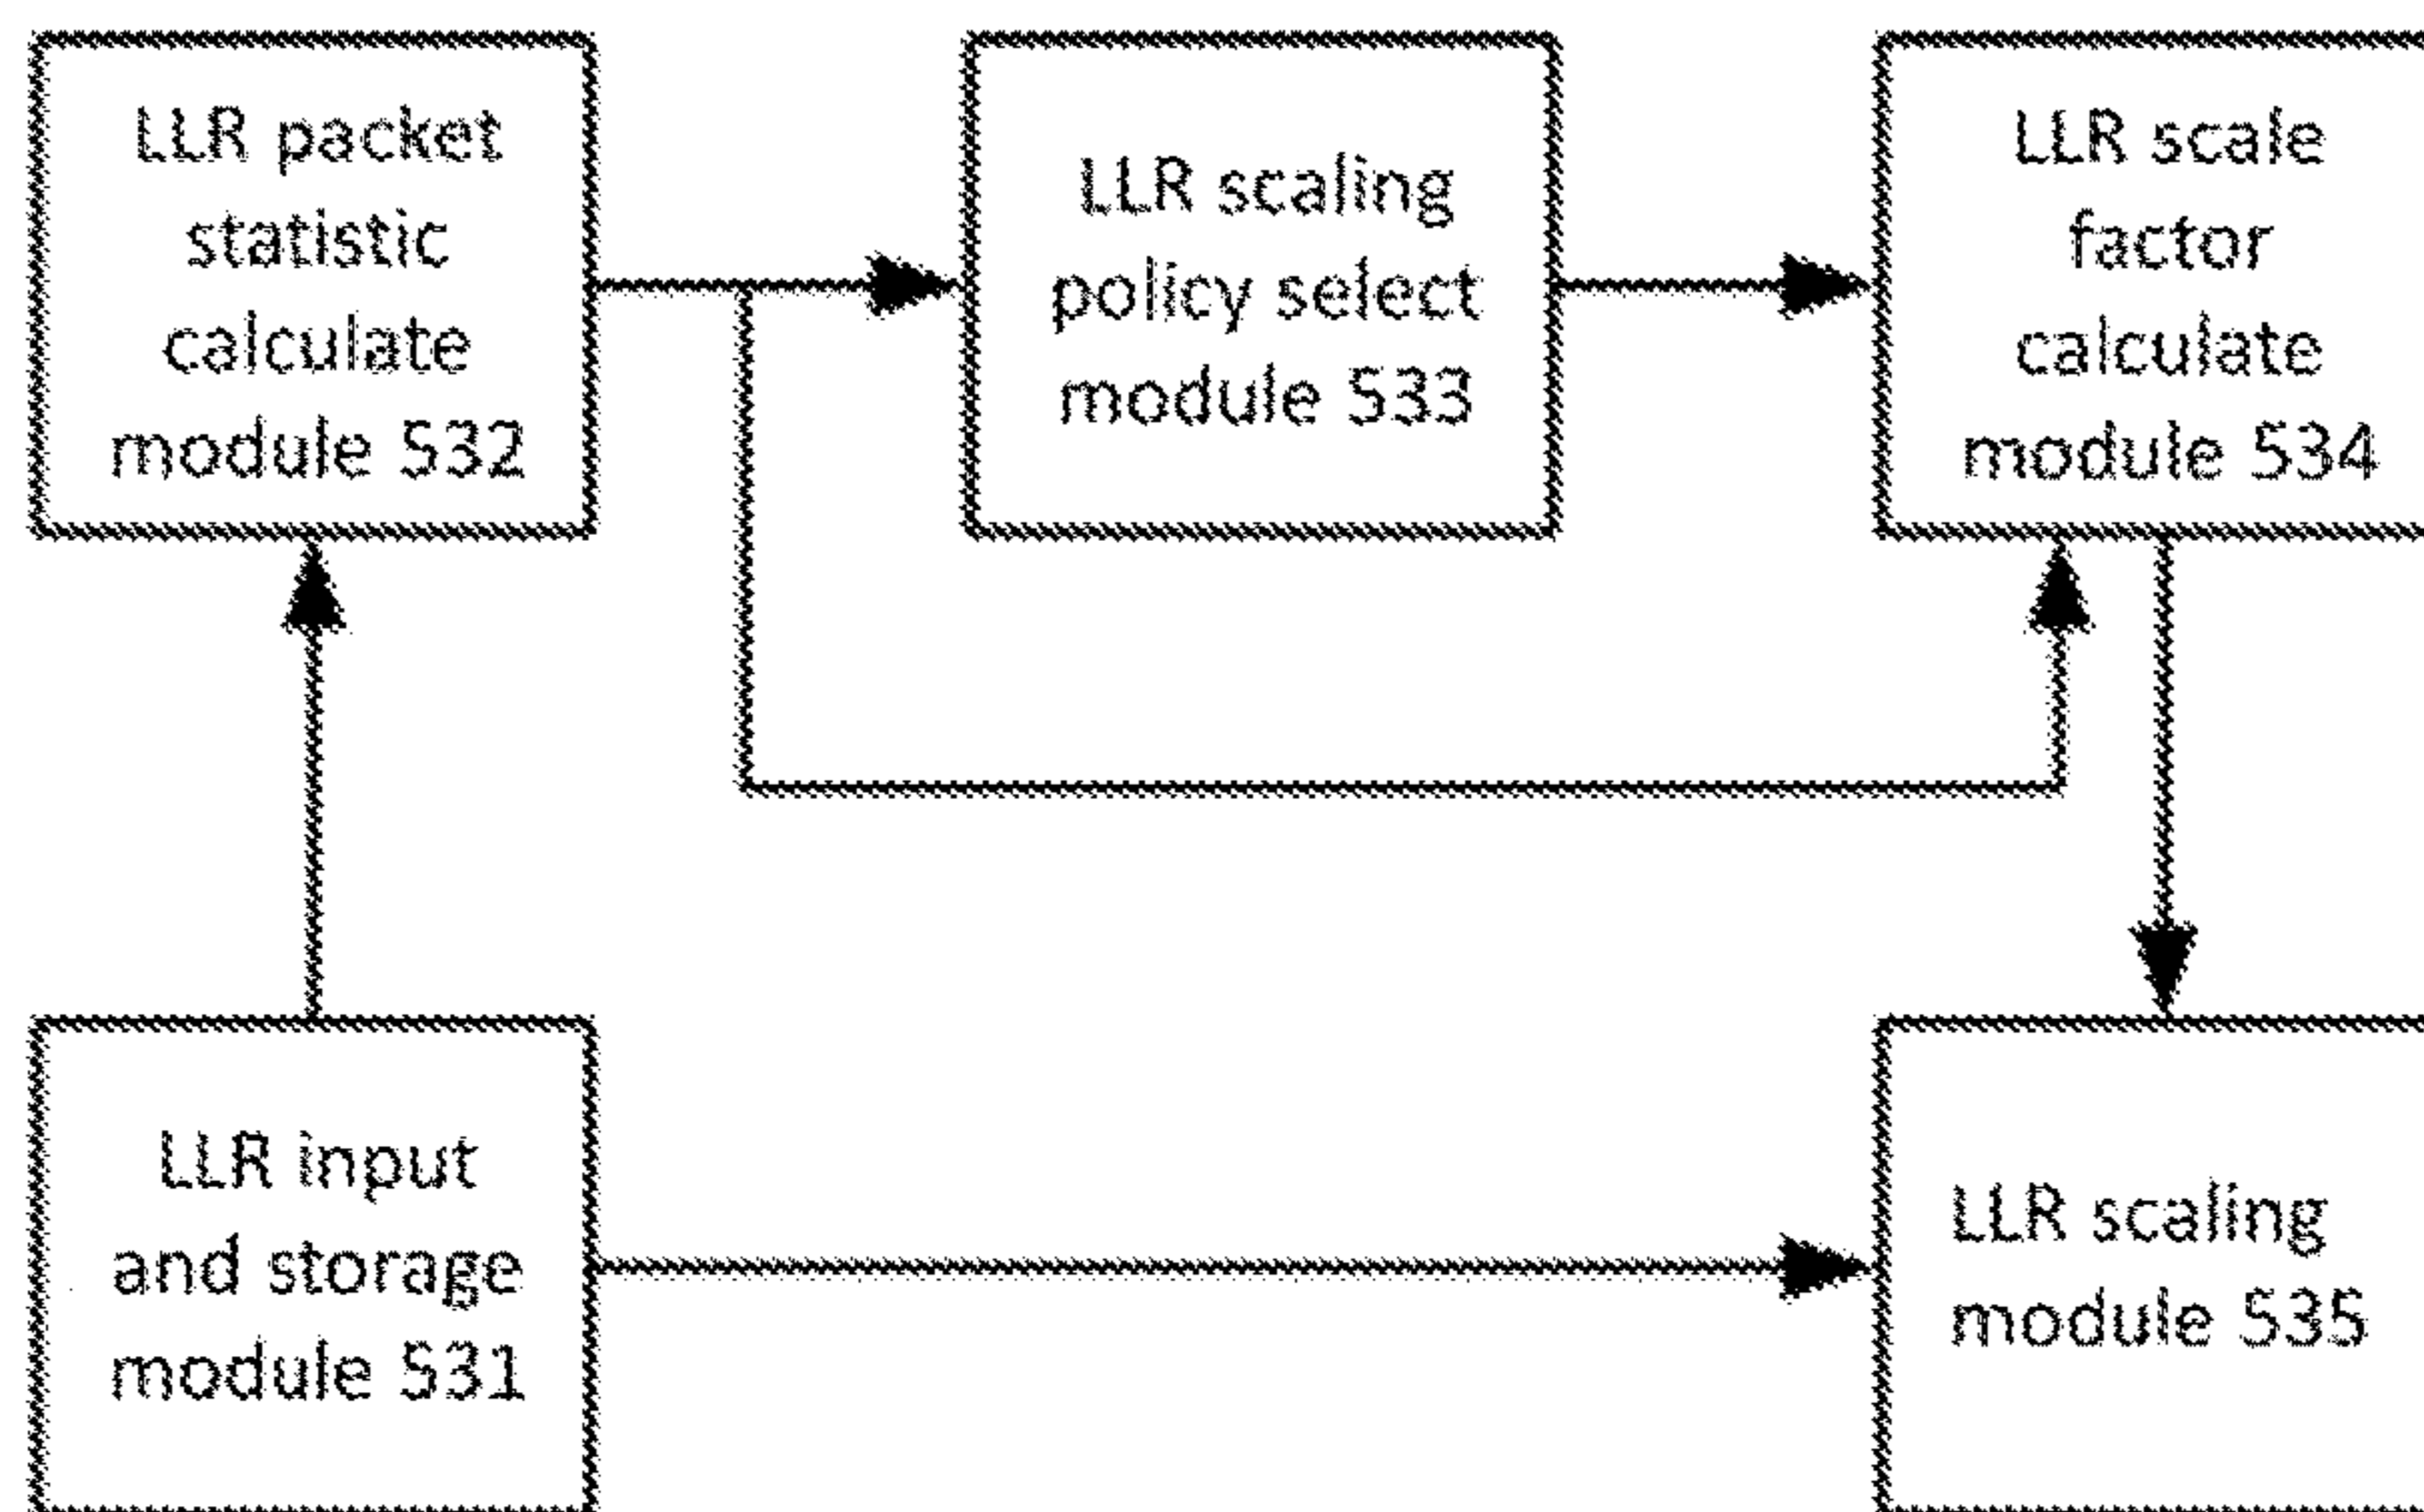 LLR packet
statistic
calculate
module 532
LLR scaling
policy select
module 533
LLR scale
factor
calculate
module 534
LLR input
and storage
module 531
LLR scaling
module 535